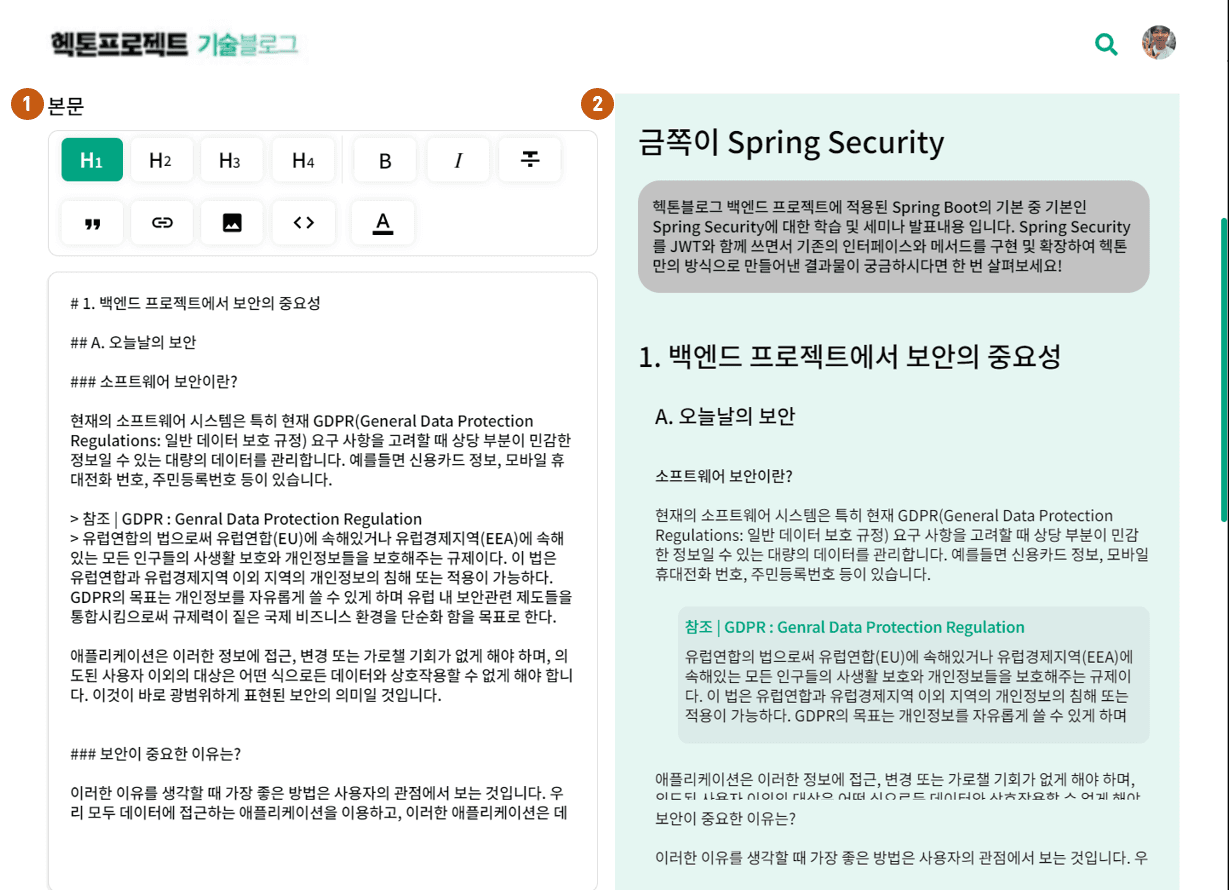 헥톤프로젝트 기술블로그
1 본문
H1 H2 H3 H4 B I T
" <> A
# 1. 백엔드 프로젝트에서 보안의 중요성
## A. 오늘날의 보안
### 소프트웨어 보안이란?
현재의 소프트웨어 시스템은 특히 현재 GDPR(General Data Protection
Regulations: 일반 데이터 보호 규정) 요구 사항을 고려할 때 상당 부분이 민감한
정보일 수 있는 대량의 데이터를 관리합니다. 예를들면 신용카드 정보, 모바일 휴
대전화 번호, 주민등록번호 등이 있습니다.
> 참조 | GDPR : Genral Data Protection Regulation
> 유럽연합의 법으로써 유럽연합(EU)에 속해있거나 유럽경제지역(EEA)에 속해
있는 모든 인구들의 사생활 보호와 개인정보들을 보호해주는 규제이다. 이 법은
유럽연합과 유럽경제지역 이외 지역의 개인정보의 침해 또는 적용이 가능하다.
GDPR의 목표는 개인정보를 자유롭게 쓸 수 있게 하며 유럽 내 보안관련 제도들을
통합시킴으로써 규제력이 짙은 국제 비즈니스 환경을 단순화 함을 목표로 한다.
애플리케이션은 이러한 정보에 접근, 변경 또는 가로챌 기회가 없게 해야 하며, 의
도된 사용자 이외의 대상은 어떤 식으로든 데이터와 상호작용할 수 없게 해야 합니
다. 이것이 바로 광범위하게 표현된 보안의 의미일 것입니다.
### 보안이 중요한 이유는?
이러한 이유를 생각할 때 가장 좋은 방법은 사용자의 관점에서 보는 것입니다. 우
리 모두 데이터에 접근하는 애플리케이션을 이용하고, 이러한 애플리케이션은 데
2
금쪽이 Spring Security
헥톤블로그 백엔드 프로젝트에 적용된 Spring Boot의 기본 중 기본인
Spring Security에 대한 학습 및 세미나 발표내용 입니다. Spring Security
를 JWT와 함께 쓰면서 기존의 인터페이스와 메서드를 구현 및 확장하여 헥톤
만의 방식으로 만들어낸 결과물이 궁금하시다면 한 번 살펴보세요!
1. 백엔드 프로젝트에서 보안의 중요성
A. 오늘날의 보안
소프트웨어 보안이란?
현재의 소프트웨어 시스템은 특히 현재 GDPR(General Data Protection
Regulations: 일반 데이터 보호 규정) 요구 사항을 고려할 때 상당 부분이 민감
한 정보일 수 있는 대량의 데이터를 관리합니다. 예를들면 신용카드 정보, 모바일
휴대전화 번호, 주민등록번호 등이 있습니다.
참조 | GDPR : Genral Data Protection Regulation
유럽연합의 법으로써 유럽연합(EU)에 속해있거나 유럽경제지역(EEA)에
속해있는 모든 인구들의 사생활 보호와 개인정보들을 보호해주는 규제이
다. 이 법은 유럽연합과 유럽경제지역 이외 지역의 개인정보의 침해 또는
적용이 가능하다. GDPR의 목표는 개인정보를 자유롭게 쓸 수 있게 하며
애플리케이션은 이러한 정보에 접근, 변경 또는 가로챌 기회가 없게 해야 하며,
의도된 사용자 이외의 대상은 어떤 식으로든 데이터와 상호작용할 수 없게 해야
보안이 중요한 이유는?
이러한 이유를 생각할 때 가장 좋은 방법은 사용자의 관점에서 보는 것입니다. 우